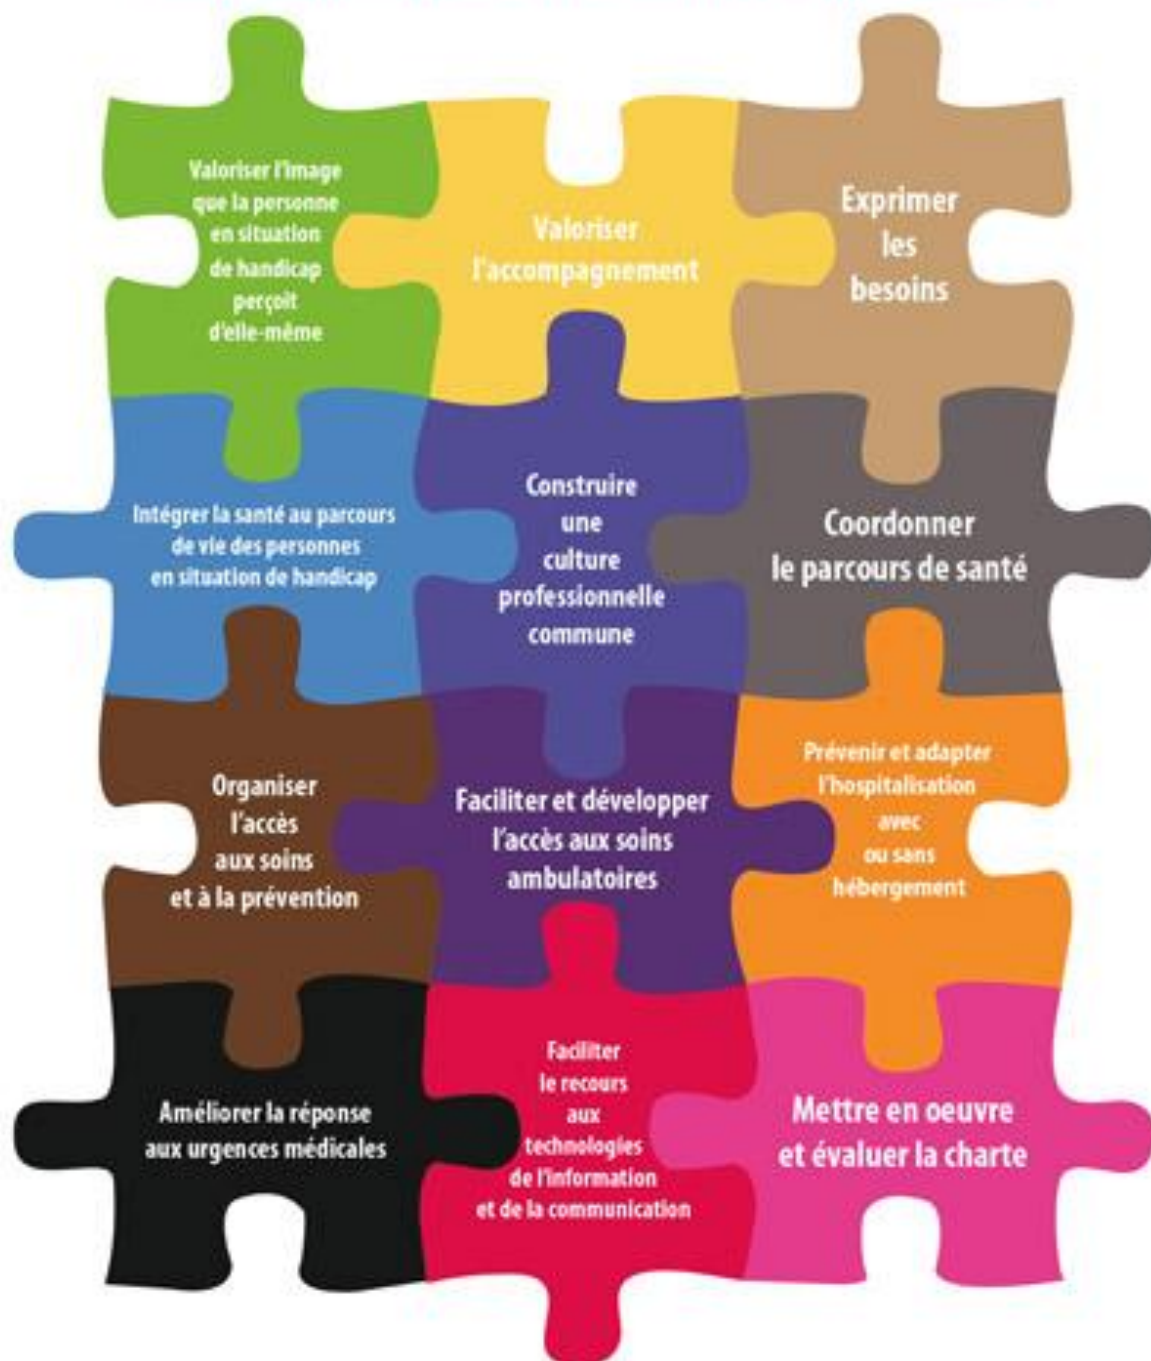 Valoriser l'image
que la personne
en situation
de handicap
perçoit
d'elle-même
Valoriser
l'accompagnement
Exprimer
les
besoins
Intégrer la santé au parcours
de vie des personnes
en situation de handicap
Construire
une
culture
professionnelle
commune
Coordonner
le parcours de santé
Organiser
l'accès
aux soins
et à la prévention
Faciliter et développer
l'accès aux soins
ambulatoires
Prévenir et adapter
l'hospitalisation
avec
ou sans
hébergement
Améliorer la réponse
aux urgences médicales
Faciliter
le recours
aux
technologies
de l'information
et de la communication
Mettre en oeuvre
et évaluer la charte